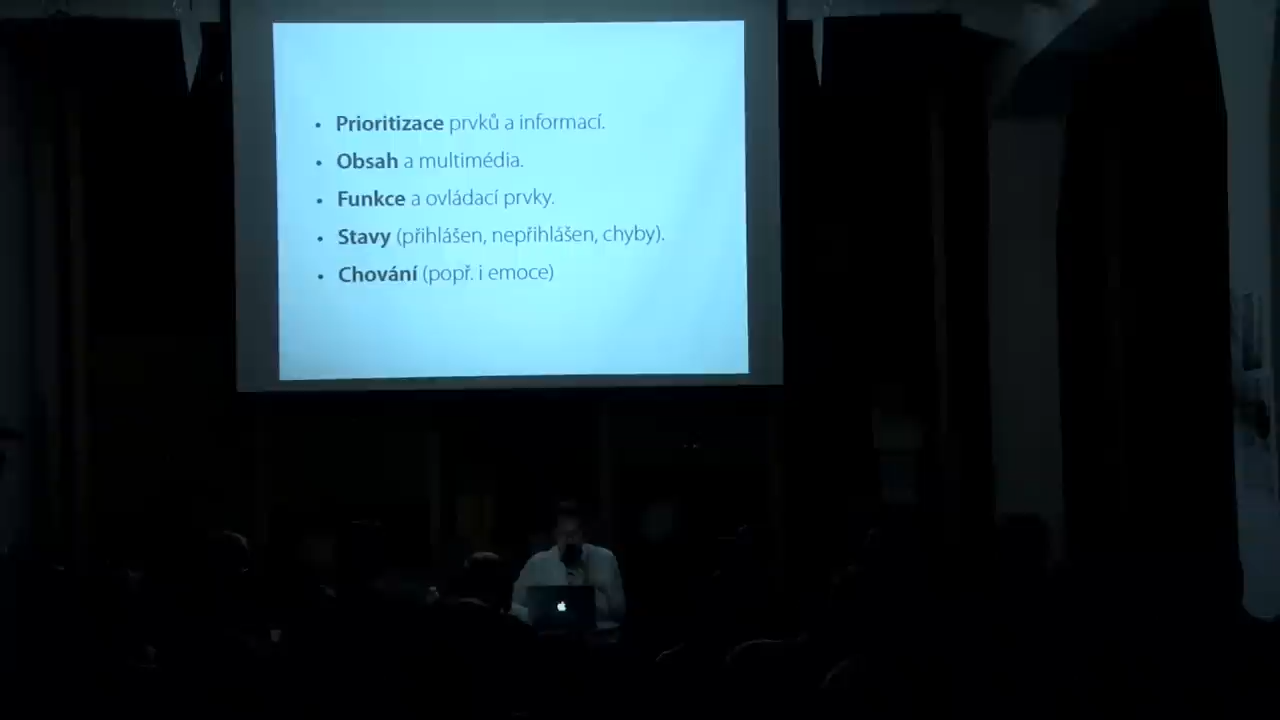 • Prioritizace prvků a informací.
• Obsah a multimédia.
• Funkce a ovládací prvky.
• Stavy (přihlášen, nepřihlášen, chyby).
• Chování (popř. i emoce)